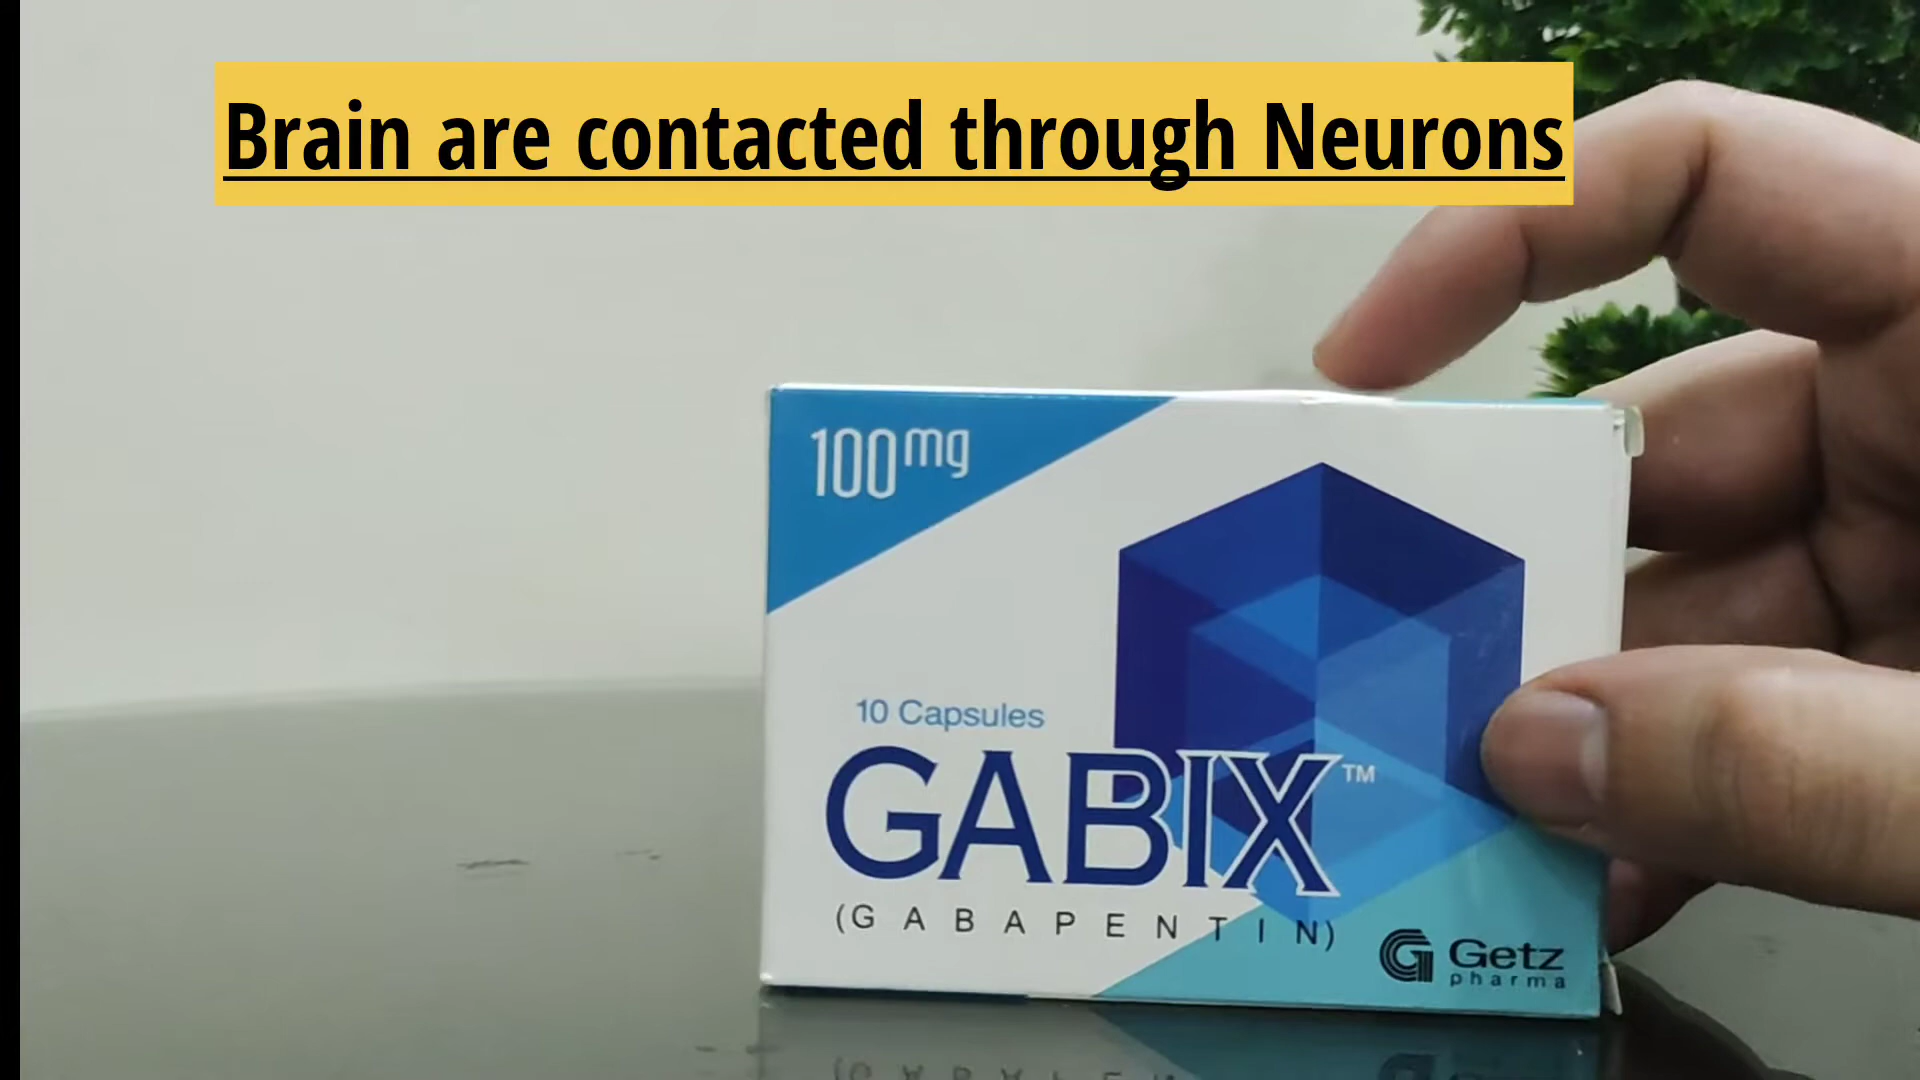 Brain are contacted through Neurons
100mg
10 Capsules
GABIX™
(GABAPENTIN)
Getz
pharma